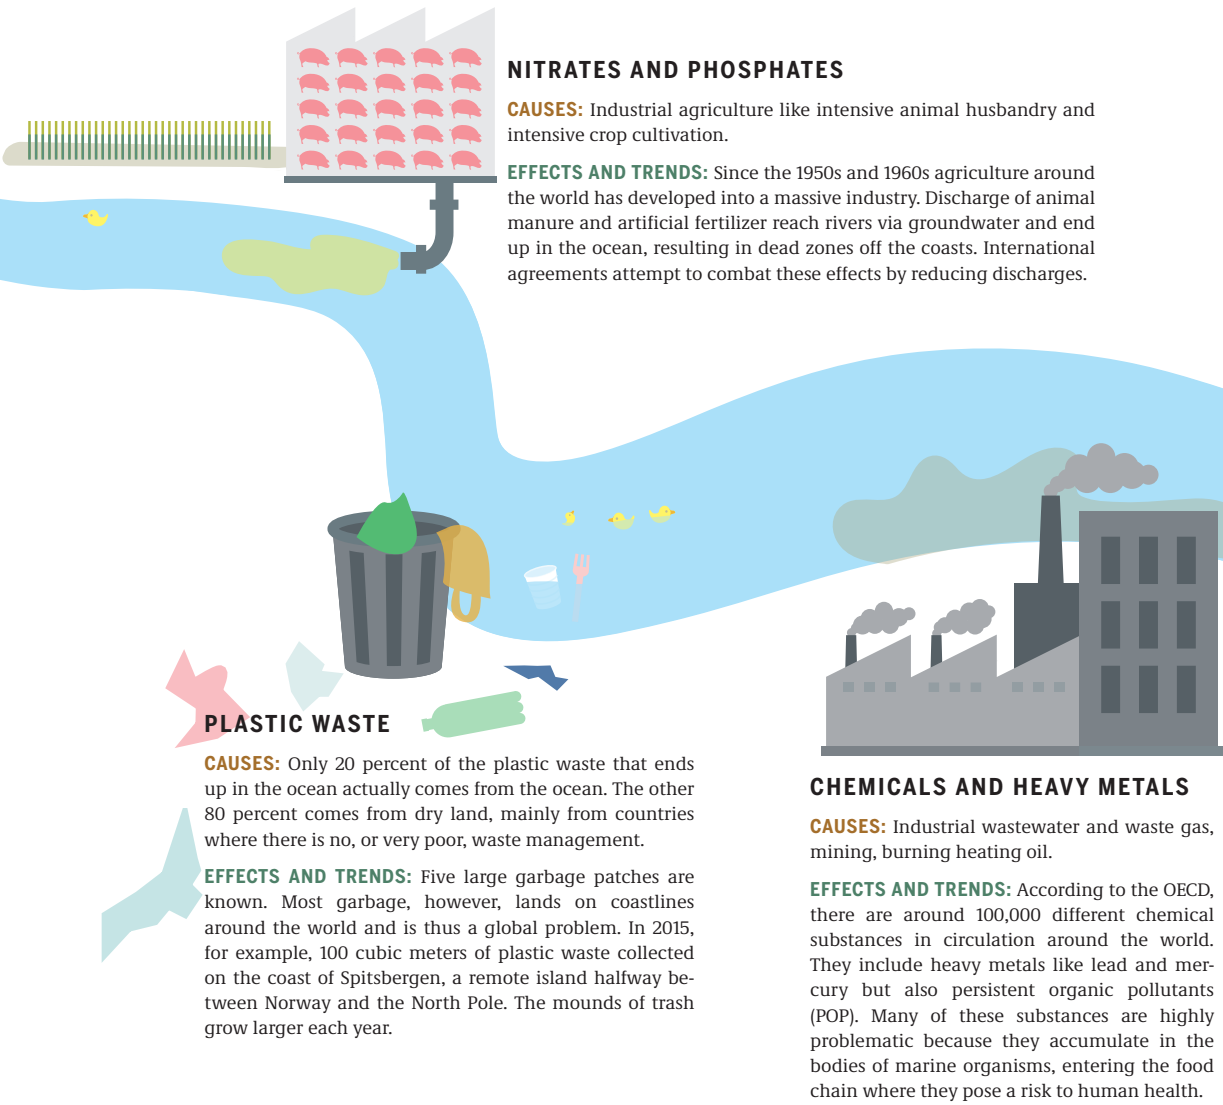 NITRATES AND PHOSPHATES
CAUSES: Industrial agriculture like intensive animal husbandry and
intensive crop cultivation.
EFFECTS AND TRENDS: Since the 1950s and 1960s agriculture around
the world has developed into a massive industry. Discharge of animal
manure and artificial fertilizer reach rivers via groundwater and end
up in the ocean, resulting in dead zones off the coasts. International
agreements attempt to combat these effects by reducing discharges.
PLASTIC WASTE
CAUSES: Only 20 percent of the plastic waste that ends
up in the ocean actually comes from the ocean. The other
80 percent comes from dry land, mainly from countries
where there is no, or very poor, waste management.
EFFECTS AND TRENDS: Five large garbage patches are
known. Most garbage, however, lands on coastlines
around the world and is thus a global problem. In 2015,
for example, 100 cubic meters of plastic waste collected
on the coast of Spitsbergen, a remote island halfway be-
tween Norway and the North Pole. The mounds of trash
grow larger each year.
CHEMICALS AND HEAVY METALS
CAUSES: Industrial wastewater and waste gas,
mining, burning heating oil.
EFFECTS AND TRENDS: According to the OECD,
there are around 100,000 different chemical
substances in circulation around the world.
They include heavy metals like lead and mer-
cury but also persistent organic pollutants
(POP). Many of these substances are highly
problematic because they accumulate in the
bodies of marine organisms, entering the food
chain where they pose a risk to human health.